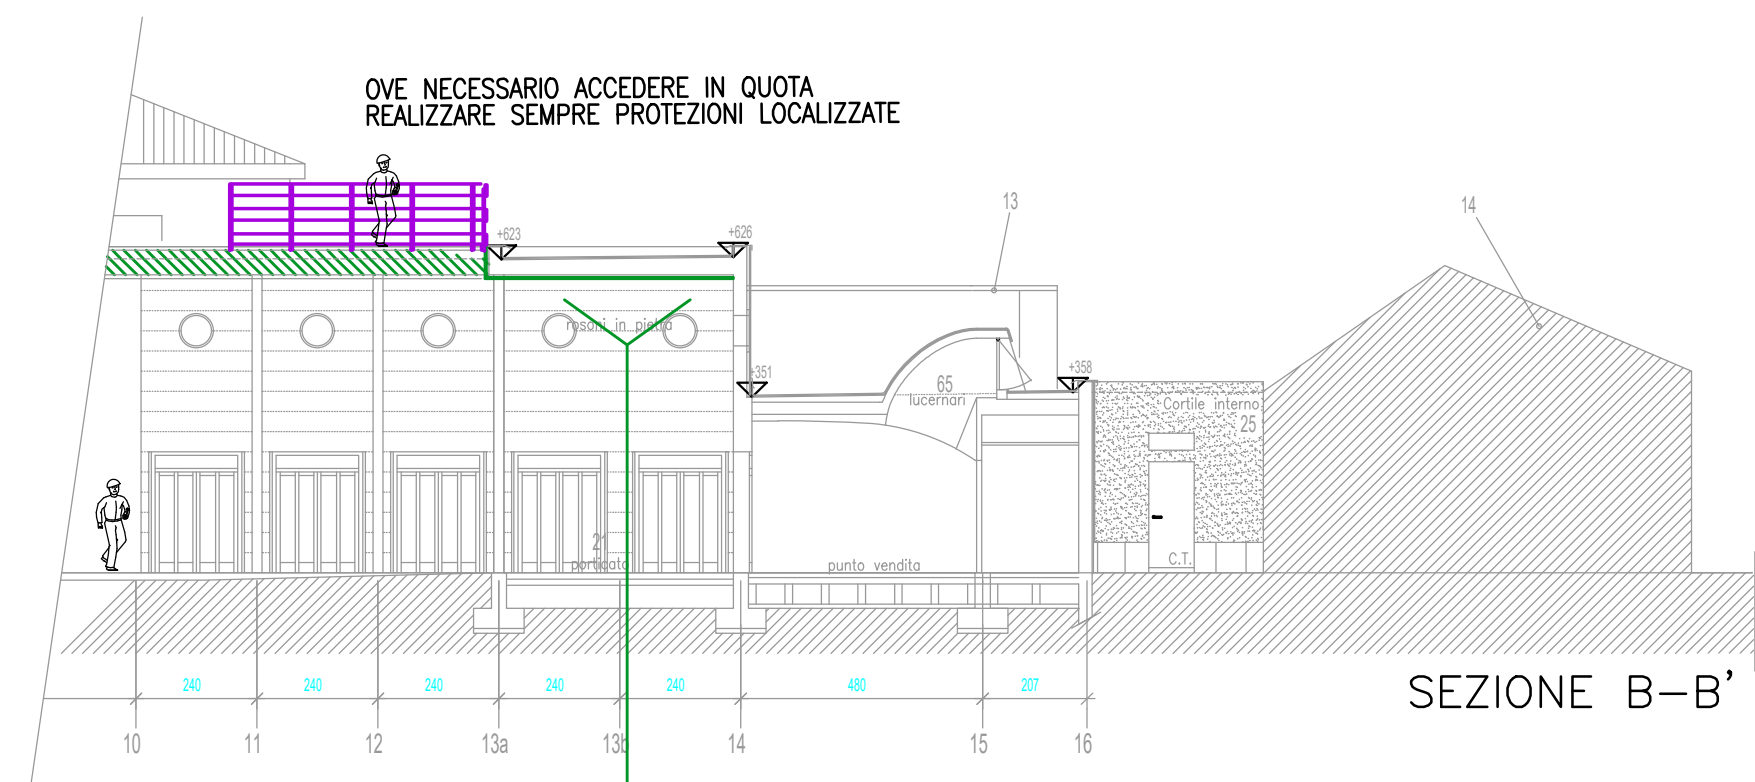 OVE NECESSARIO ACCEDERE IN QUOTA
REALIZZARE SEMPRE PROTEZIONI LOCALIZZATE
13
14
+623
+626
rosoni in pietra
+351
+358
65
lucernari
Cortile interno
25
21
porticato
punto vendita
C.T.
SEZIONE B-B'
240
240
240
240
240
480
207
10
11
12
13a
13b
14
15
16